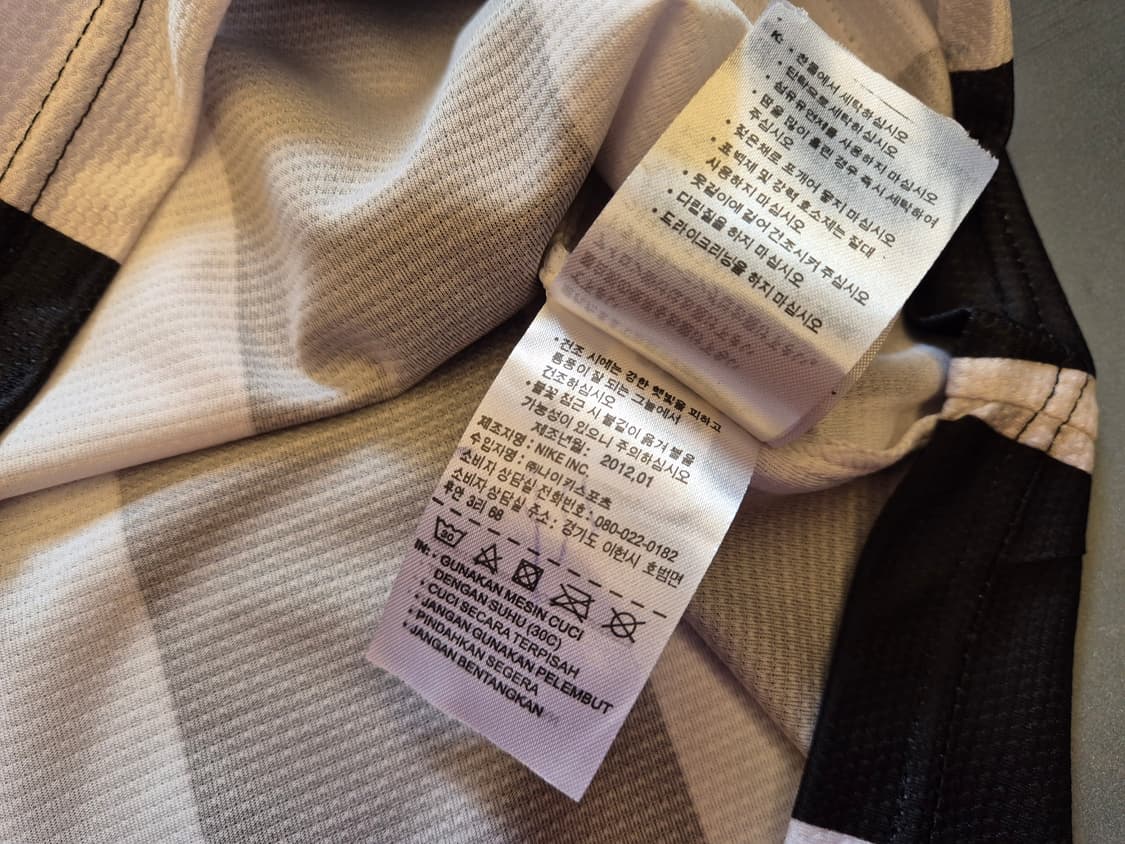 K: • 찬물에서 세탁하십시오
• 단독으로 세탁하십시오
• 섬유유연제를 사용하지 마십시오
• 땀을 많이 흘린 경우 즉시 세탁하여
주십시오
• 젖은채로 포개어 놓지 마십시오
• 표백제 및 강력 효소제는 절대
사용하지 마십시오
• 옷걸이에 걸어 건조시켜 주십시오
• 다림질을 하지 마십시오
• 드라이크리닝을 하지 마십시오
• 건조 시에는 강한 햇빛을 피하고
통풍이 잘 되는 그늘에서
건조하십시오
• 불꽃 접근 시 불길이 옮겨 붙을
가능성이 있으니 주의하십시오
제조년월: 2012.01
제조자명: NIKE INC.
수입자명: ㈜나이키스포츠
소비자 상담실 전화번호: 080-022-0182
소비자 상담실 주소: 경기도 이천시 호법면
후안 3리 68
30
IN: • GUNAKAN MESIN CUCI
DENGAN SUHU (30C)
• CUCI SECARA TERPISAH
• JANGAN GUNAKAN PELEMBUT
• PINDAHKAN SEGERA
• JANGAN BENTANGKAN